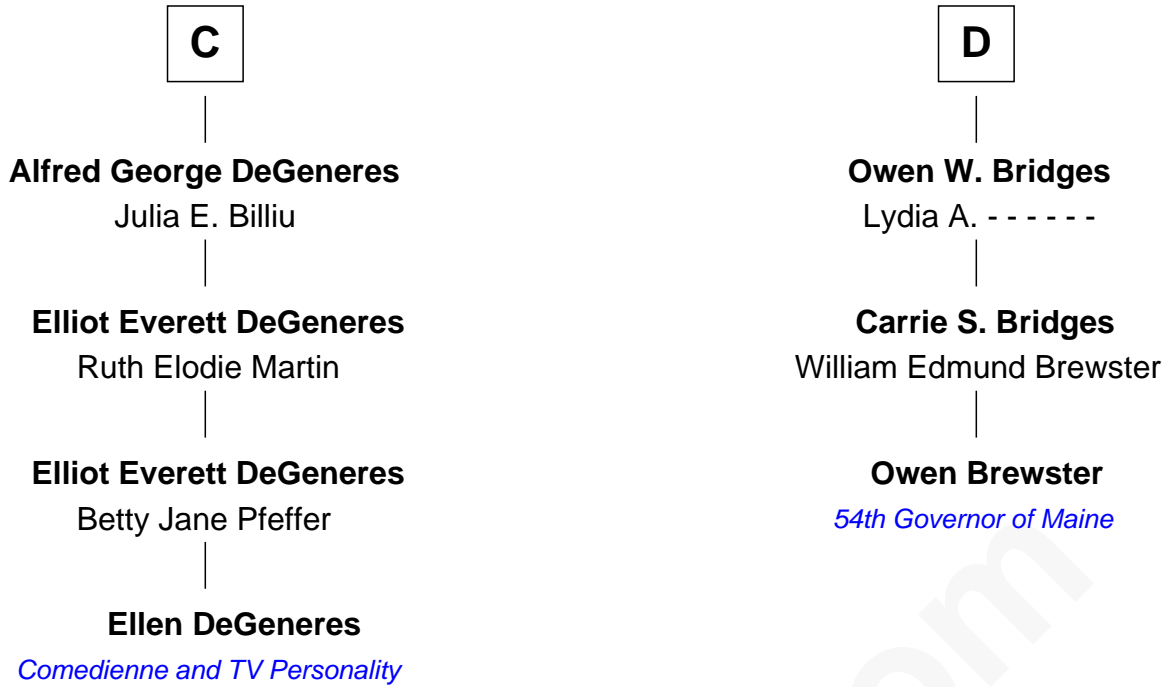 C
Alfred George DeGeneres
Julia E. Billiu
Elliot Everett DeGeneres
Ruth Elodie Martin
Elliot Everett DeGeneres
Betty Jane Pfeffer
Ellen DeGeneres
Comedienne and TV Personality
D
Owen W. Bridges
Lydia A. - - - - - -
Carrie S. Bridges
William Edmund Brewster
Owen Brewster
54th Governor of Maine
om